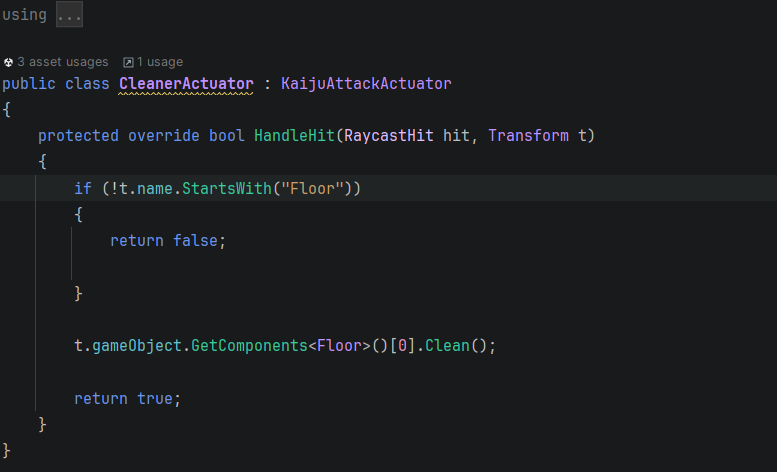 using ...
3 asset usages 1 usage
public class CleanerActuator : KaijuAttackActuator
{
    protected override bool HandleHit(RaycastHit hit, Transform t)
    {
        if (!t.name.StartsWith("Floor"))
        {
            return false;
        }
        t.gameObject.GetComponents<Floor>()[0].Clean();
        return true;
    }
}